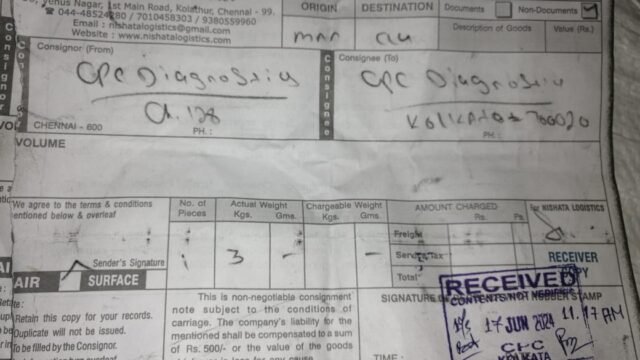 Venus Nagar, 1st Main Road, Kolathur, Chennai - 99.
☎ 044-48524280 / 7010458303 / 9380559960
Email : nishatalogistics@gmail.com
Website : www.nishatalogistics.com
ORIGIN
DESTINATION
Documents
Non-Documents
Description of Goods
Value (Rs.)
Consignor
Consignor (From)
CPC Diagnostics
Ch. 128
CHENNAI - 600
PH :
Consignee
Consignee (To)
CPC Diagnostics
Kolkata 700020
PH :
VOLUME
We agree to the terms & conditions
mentioned below & overleaf
Sender's Signature
No. of
Pieces
1
Actual Weight
Kgs.
Gms.
3
-
Chargeable Weight
Kgs.
Gms.
-
AMOUNT CHARGED
Rs.
Ps.
Freight
Service Tax
Total
for NISHATA LOGISTICS
RECEIVER
COPY
AIR
SURFACE
Retain this copy for your records.
Duplicate will not be issued.
To be filled by the Consignor.
This is non-negotiable consignment
note subject to the conditions of
carriage. The company's liability for
the mentioned shall be compensated to a sum
of Rs. 500/- or the value of the goods
SIGNATURE
RUBBER STAMP
TIME :
RECEIVED
CONTENTS NOT VERIFIED
17 JUN 2024
11.17 AM
CPC
KOLKATA